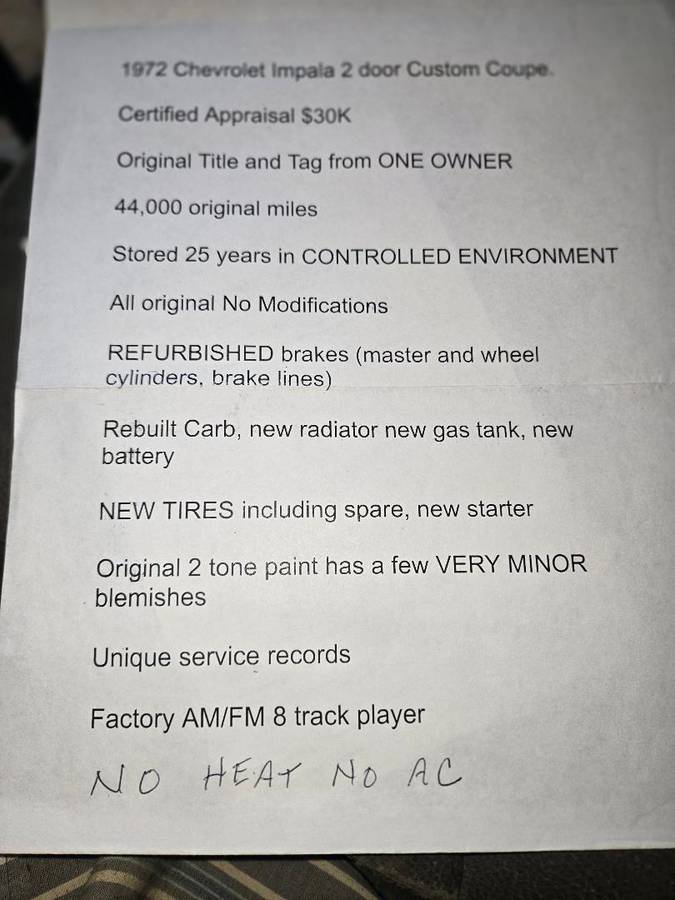 1972 Chevrolet Impala 2 door Custom Coupe.
Certified Appraisal $30K
Original Title and Tag from ONE OWNER
44,000 original miles
Stored 25 years in CONTROLLED ENVIRONMENT
All original No Modifications
REFURBISHED brakes (master and wheel
cylinders, brake lines)
Rebuilt Carb, new radiator new gas tank, new
battery
NEW TIRES including spare, new starter
Original 2 tone paint has a few VERY MINOR
blemishes
Unique service records
Factory AM/FM 8 track player
NO HEAT NO AC